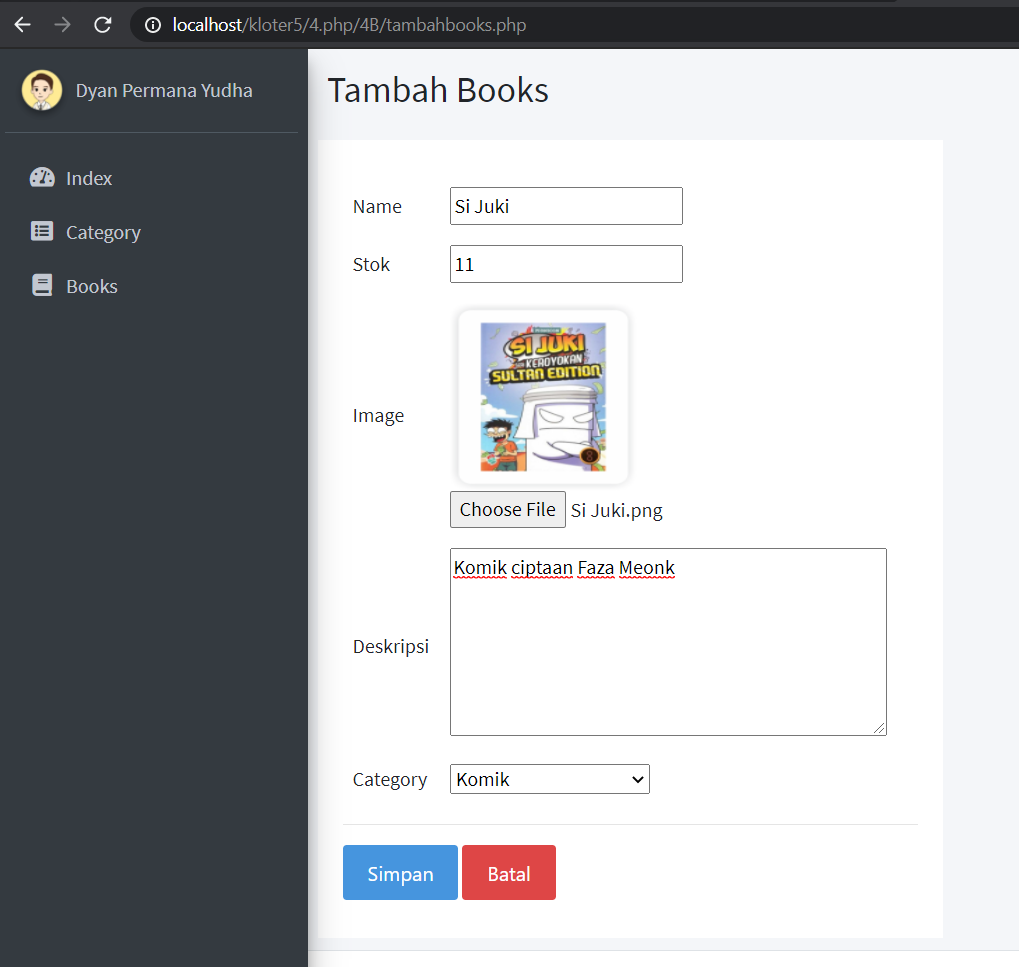 localhost/kloter5/4.php/4B/tambahbooks.php
Dyan Permana Yudha
Index
Category
Books
Tambah Books
Name Si Juki
Stok 11
SI JUKI
KEROYOKAN
SULTAN EDITION
Image
Choose File Si Juki.png
Komik ciptaan Faza Meonk
Deskripsi
Category Komik
Simpan Batal